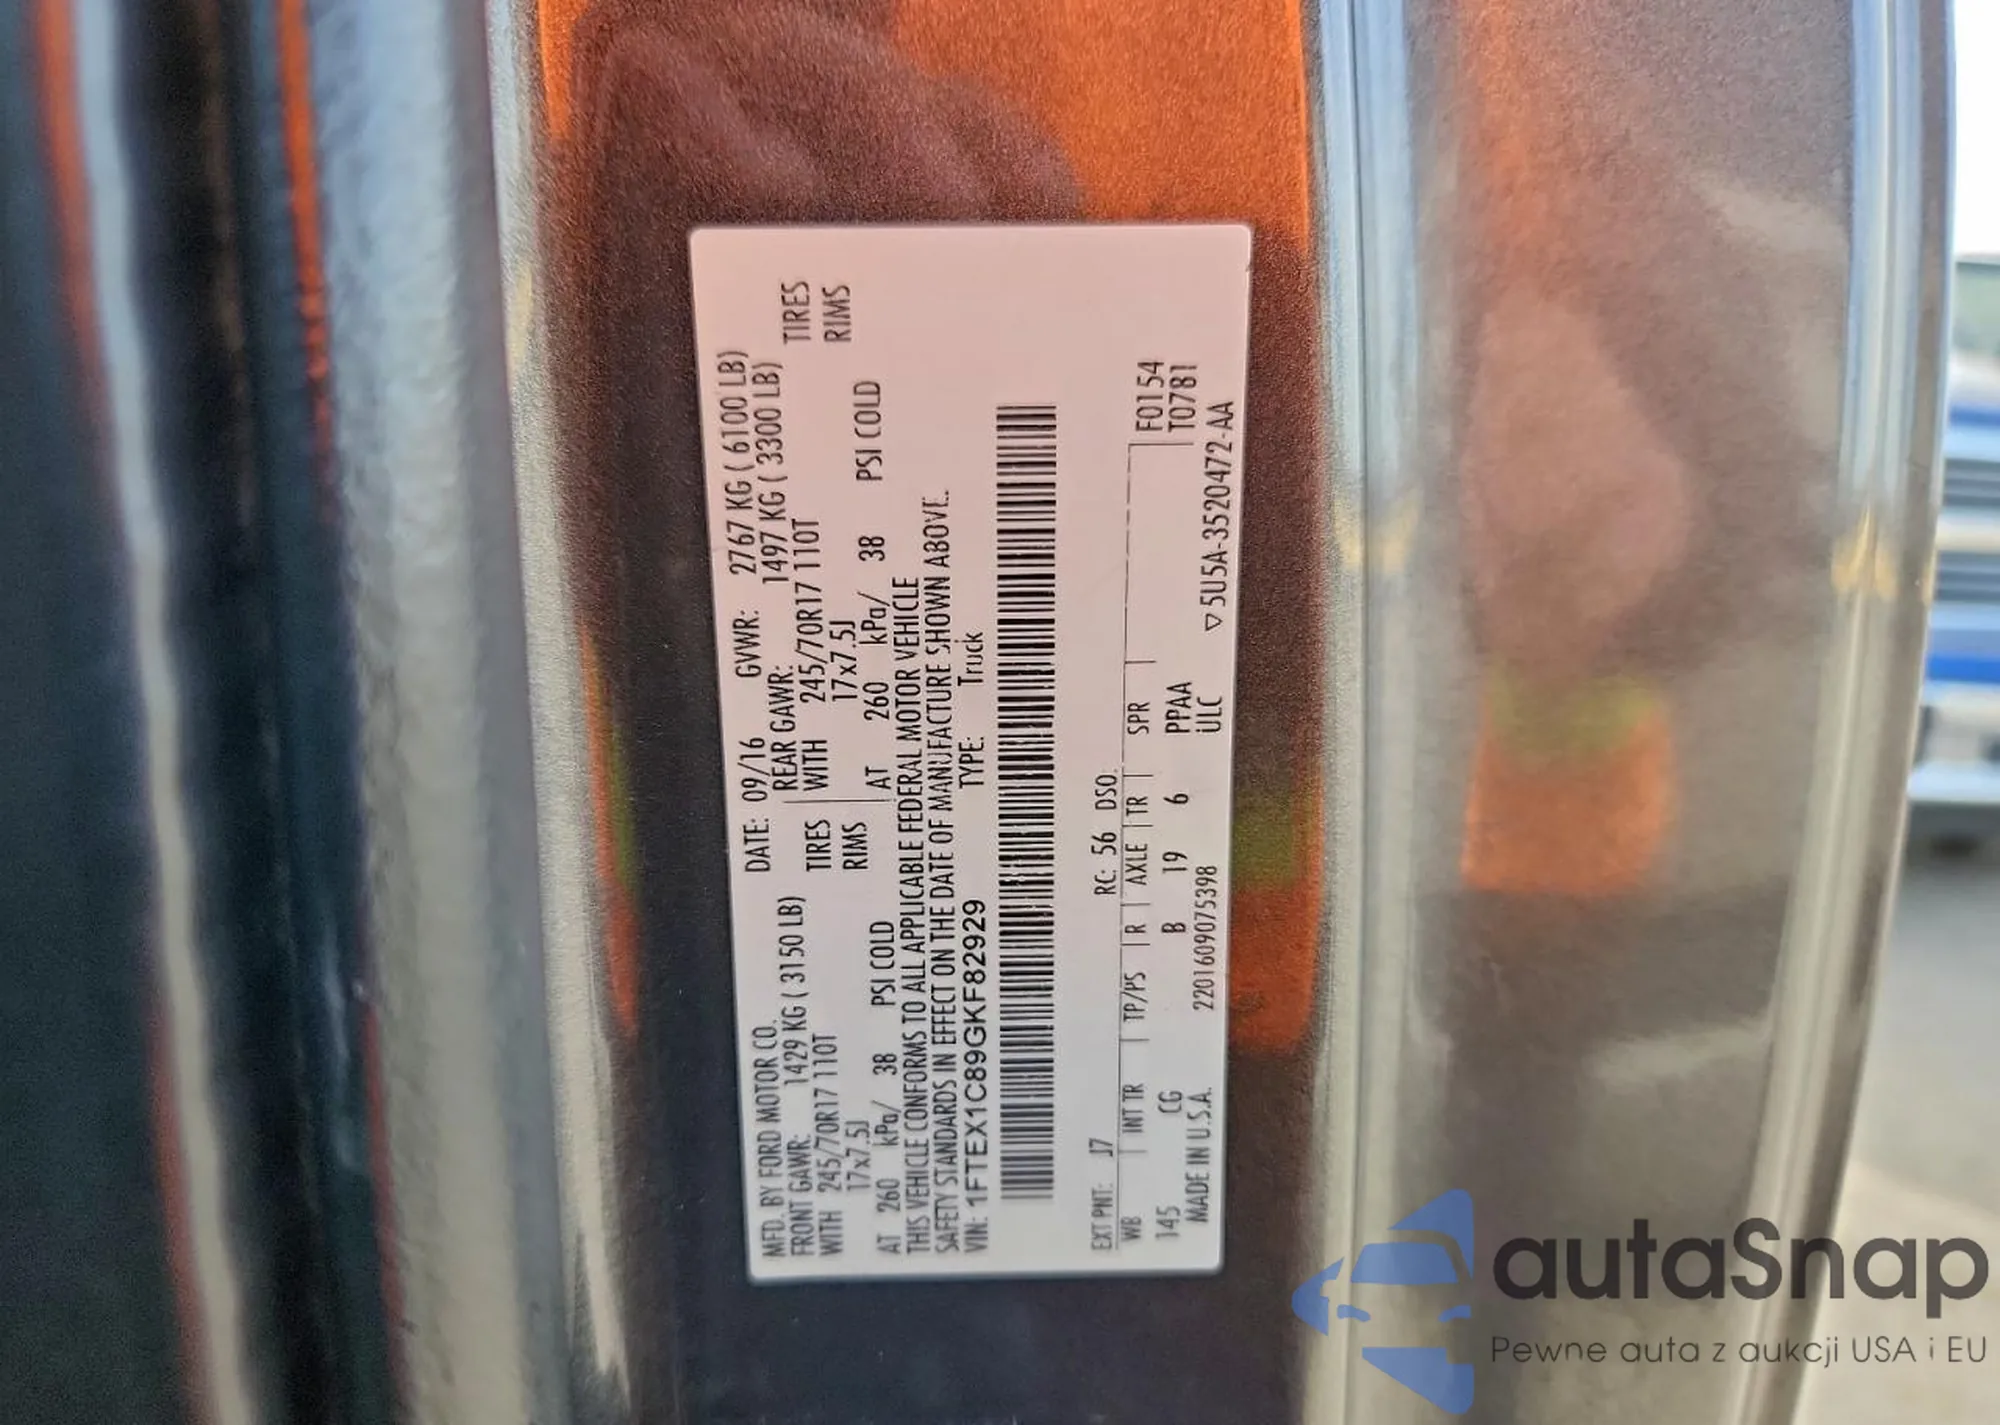 MFD. BY FORD MOTOR CO.
DATE: 09/16 GVWR: 2767 KG ( 6100 LB)
FRONT GAWR: 1429 KG ( 3150 LB) REAR GAWR: 1497 KG ( 3300 LB)
WITH 245/70R17 110T TIRES WITH 245/70R17 110T TIRES
17x7.5J RIMS 17x7.5J RIMS
AT 260 kPa/ 38 PSI COLD AT 260 kPa/ 38 PSI COLD
THIS VEHICLE CONFORMS TO ALL APPLICABLE FEDERAL MOTOR VEHICLE
SAFETY STANDARDS IN EFFECT ON THE DATE OF MANUFACTURE SHOWN ABOVE.
VIN: 1FTEX1C89GKF82929 TYPE: Truck
EXT PNT: J7 RC: 56 DSO:
WB INT TR TP/PS R AXLE TR SPR F0154
145 CG B 19 6 PPAA T0781
MADE IN U.S.A. 220160907S398 ULC
▽ 5U5A-3520472-AA
autaSnap
Pewne auta z aukcji USA i EU